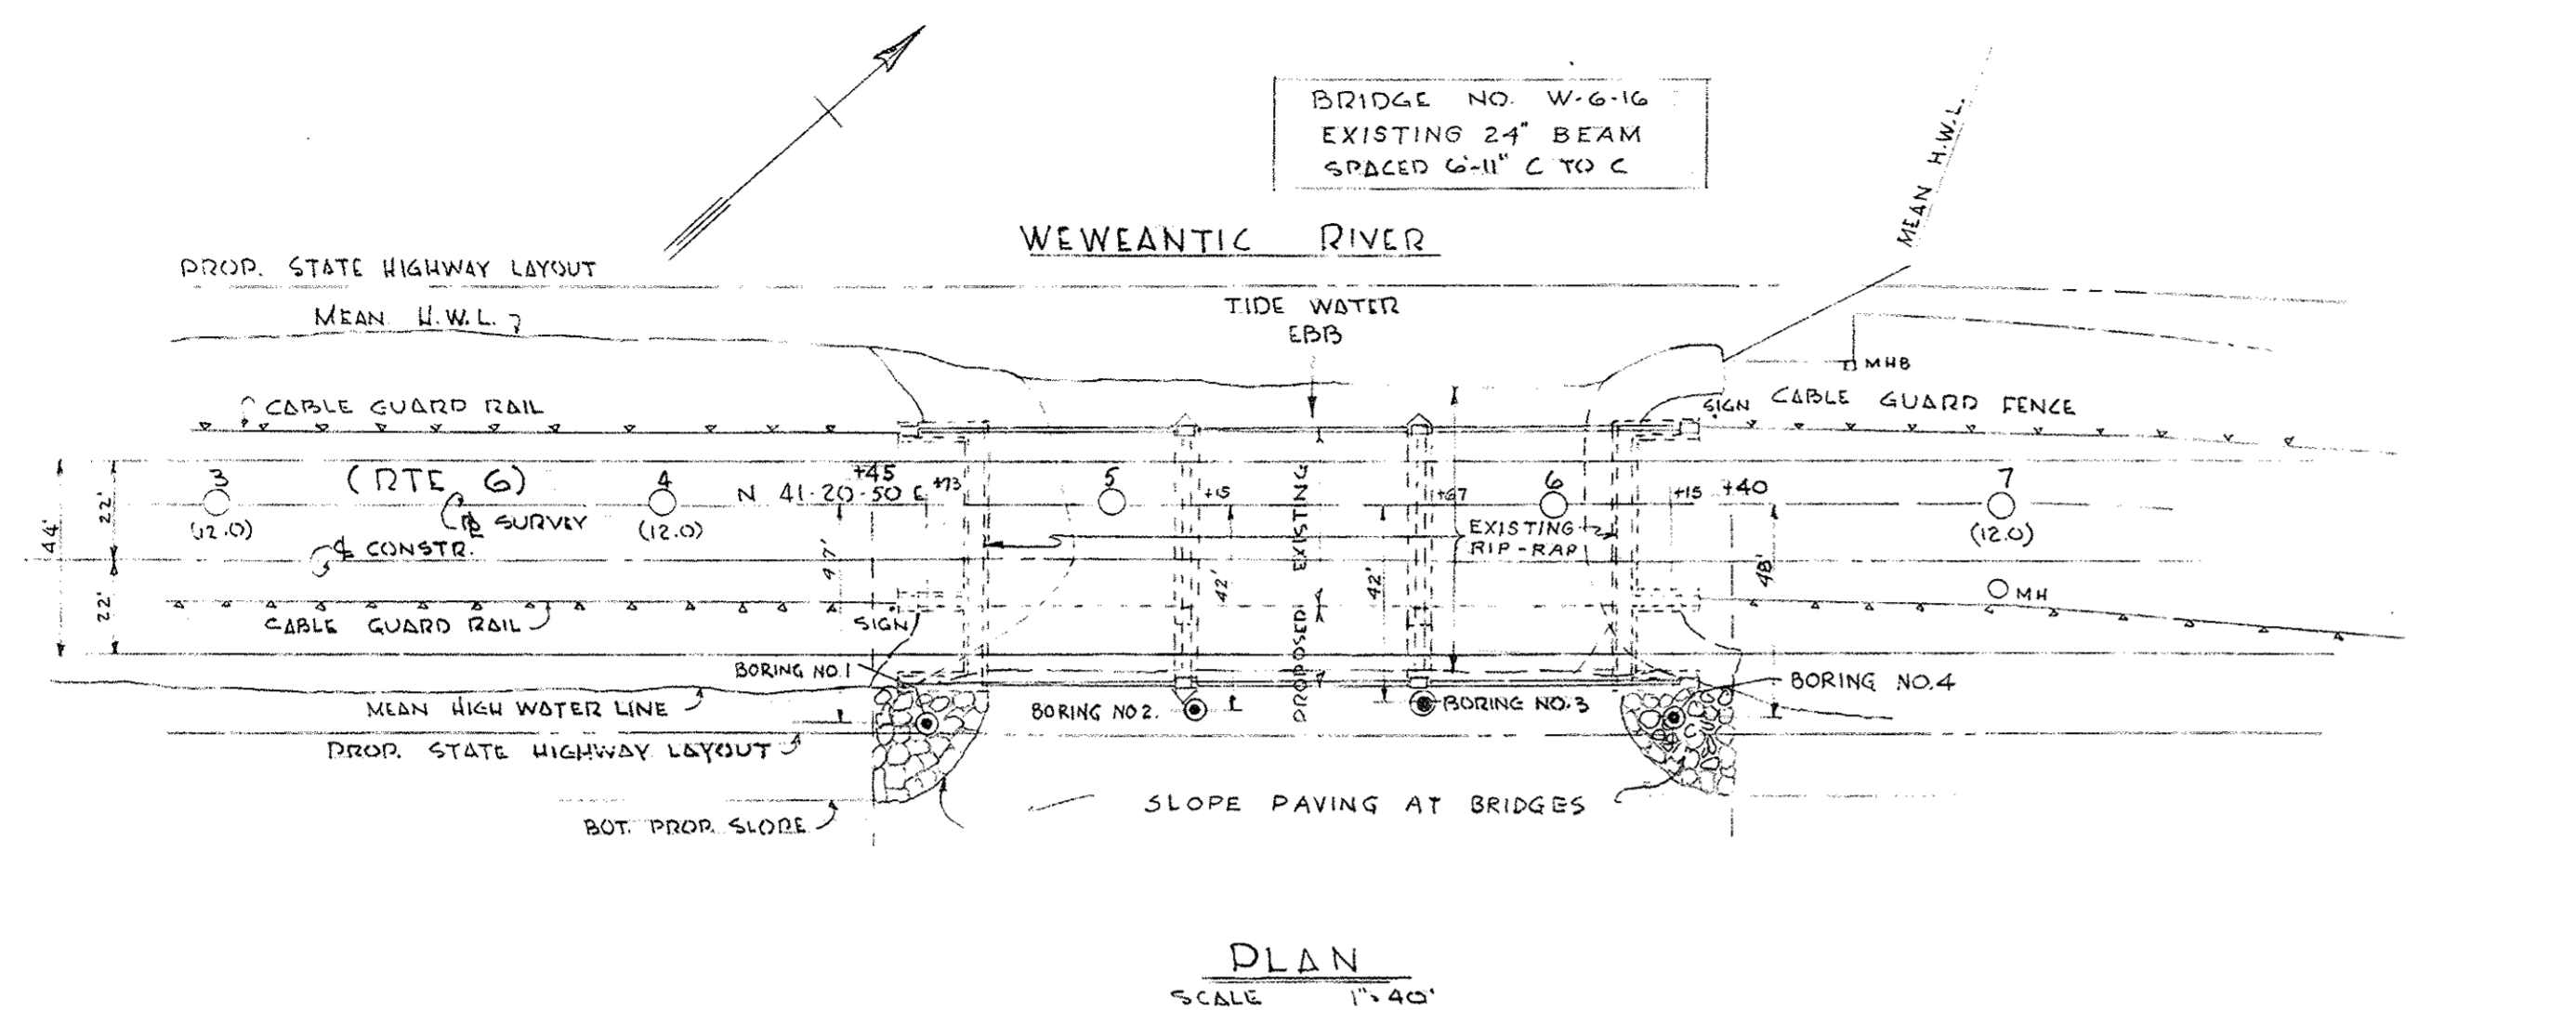 BRIDGE NO. W-6-16
EXISTING 24" BEAM
SPACED 6'-11" C TO C
MEAN H.W.L.
WEWEANTIC RIVER
PROP. STATE HIGHWAY LAYOUT
MEAN H.W.L.
TIDE WATER
EBB
MHB
CABLE GUARD RAIL
SIGN CABLE GUARD FENCE
3 (RTE 6) 4 +45 +73 5 6 7
N 41-20-50 E +15 +67 +15 +40
(12.0) ⅊ SURVEY (12.0) (12.0)
℄ CONSTR.
EXISTING
RIP-RAP
44'
22'
22'
47'
42'
42'
48'
EXISTING
PROPOSED
MH
CABLE GUARD RAIL
SIGN
BORING NO.1
BORING NO 2.
BORING NO.3
BORING NO.4
MEAN HIGH WATER LINE
PROP. STATE HIGHWAY LAYOUT
SLOPE PAVING AT BRIDGES
BOT. PROP. SLOPE
PLAN
SCALE 1"=40'